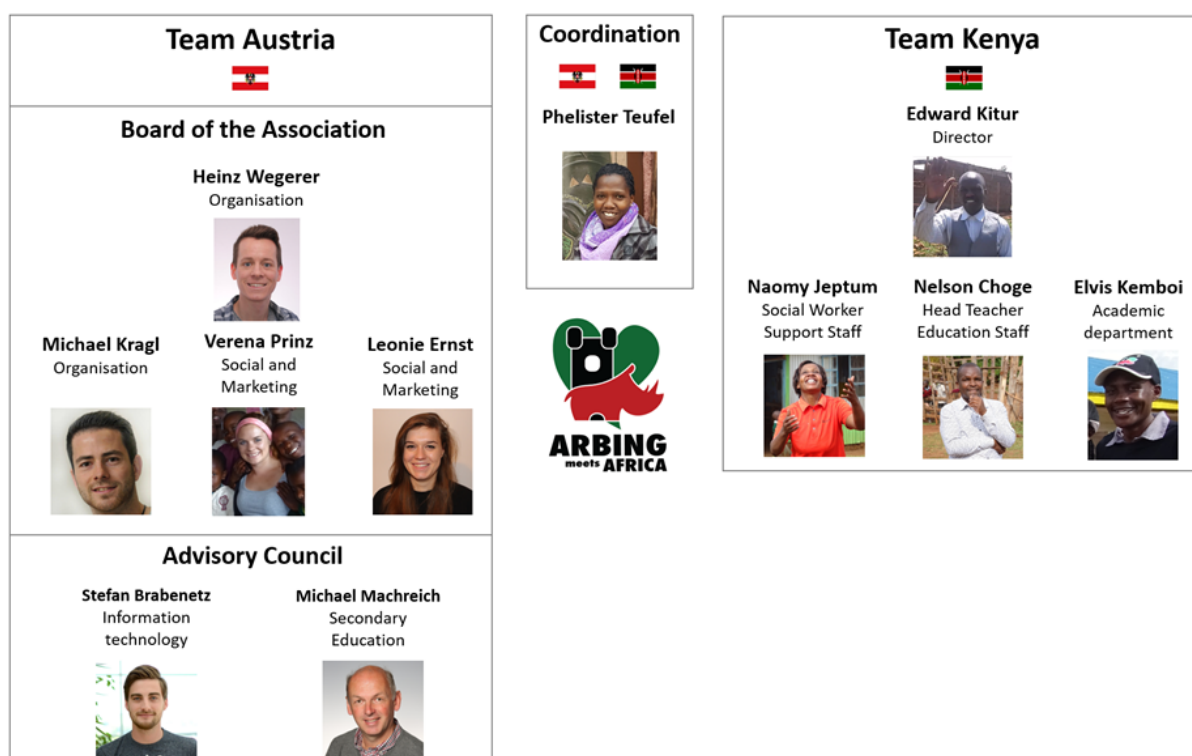 Team Austria
Board of the Association
Heinz Wegerer
Organisation
Michael Kragl
Organisation
Verena Prinz
Social and
Marketing
Leonie Ernst
Social and
Marketing
Advisory Council
Stefan Brabenetz
Information
technology
Michael Machreich
Secondary
Education
Coordination
Phelister Teufel
ARBING
meets AFRICA
Team Kenya
Edward Kitur
Director
Naomy Jeptum
Social Worker
Support Staff
Nelson Choge
Head Teacher
Education Staff
Elvis Kemboi
Academic
department